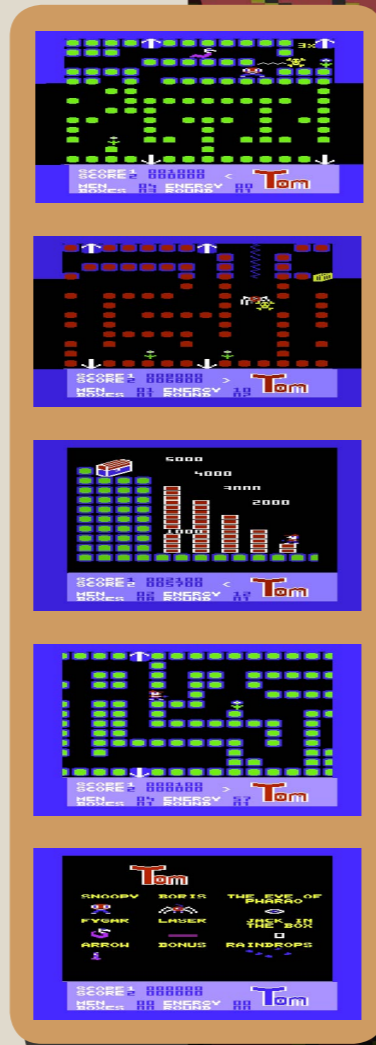 3x
SCORE1 001000
SCORE2 000000 <
MEN 04 ENERGY 00
BOXES 04 ROUND 01
Tom
SCORE1
SCORE2 >
MEN 01 ENERGY 10
BOXES 01 ROUND 02
Tom
5000
4000
3000
2000
1000
SCORE1
SCORE2 <
MEN 02 ENERGY 12
BOXES ROUND 01
Tom
SCORE1
SCORE2 000000 >
MEN 04 ENERGY 57
BOXES ROUND 01
Tom
Tom
SNOOPY BORIS THE EYE OF
PHARAO
FYGAR LASER JACK IN
THE BOX
ARROW BONUS RAINDROPS
SCORE1 000000
SCORE2 000000
MEN 00 ENERGY 00
BOXES 00 ROUND 00
Tom